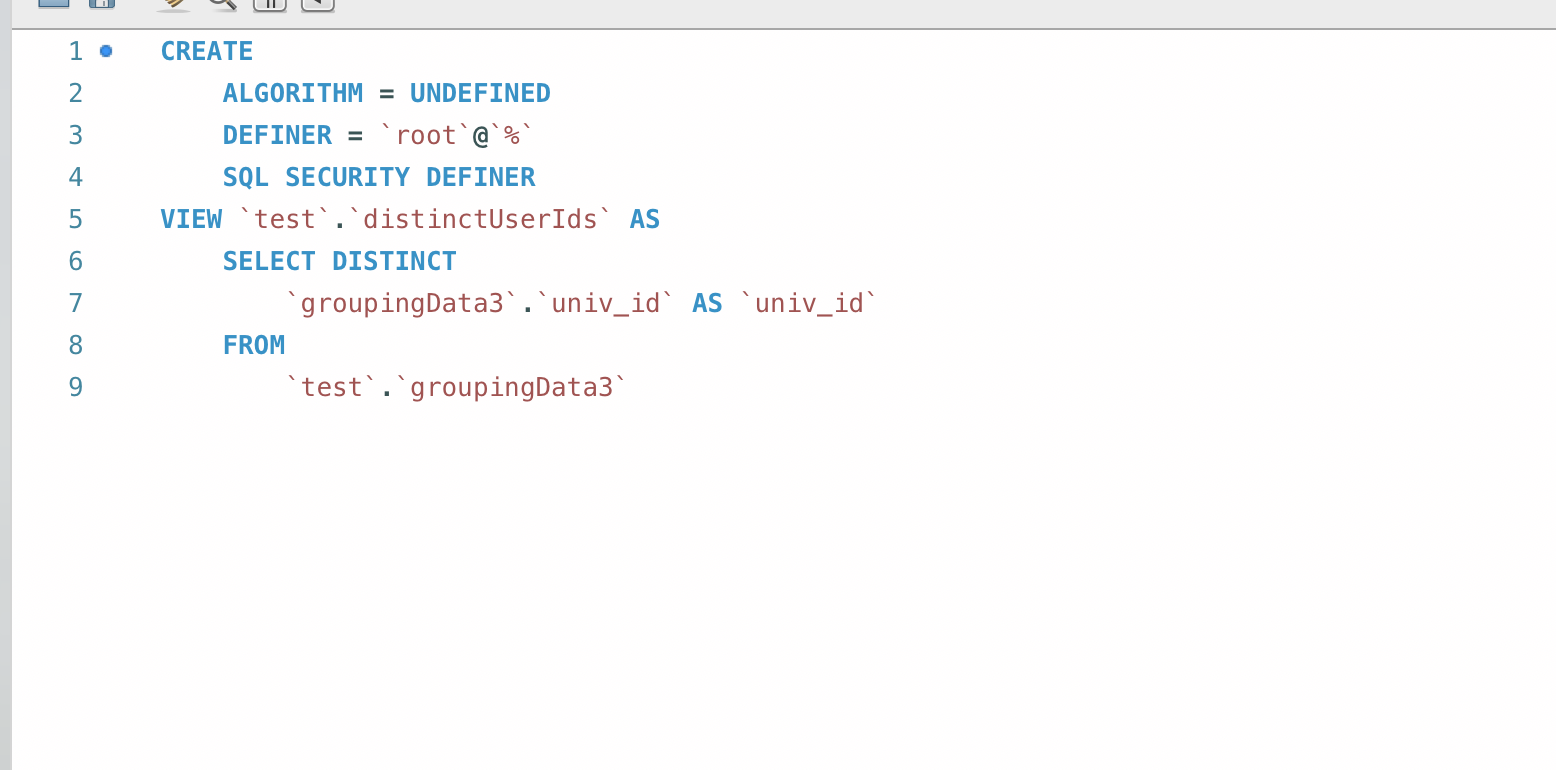 1 CREATE
2     ALGORITHM = UNDEFINED
3     DEFINER = `root`@`%`
4     SQL SECURITY DEFINER
5 VIEW `test`.`distinctUserIds` AS
6     SELECT DISTINCT
7         `groupingData3`.`univ_id` AS `univ_id`
8     FROM
9         `test`.`groupingData3`